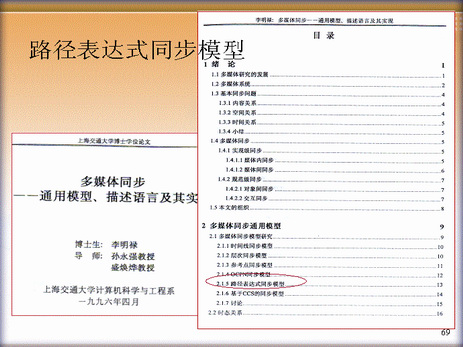 路径表达式同步模型
上海交通大学博士学位论文
多媒体同步
——通用模型、描述语言及其实
博士生： 李明禄
导 师： 孙永强教授
盛焕烨教授
上海交通大学计算机科学与工程系
一九九六年四月
李明禄：多媒体同步——通用模型、描述语言及其实现
目 录
1 绪 论 1
1.1 多媒体研究的发展 1
1.2 多媒体系统 2
1.3 基本同步问题 4
1.3.1 内容关系 4
1.3.2 空间关系 4
1.3.3 时间关系 4
1.3.4 小结 5
1.4 多媒体同步 5
1.4.1 实现级同步 5
1.4.1.1 媒体内同步 5
1.4.1.2 媒体间同步 6
1.4.2 规范级同步 6
1.4.2.1 对象间同步 7
1.4.2.2 交互同步 7
1.5 本文的组织 8
2 多媒体同步通用模型 9
2.1 多媒体同步模型研究 9
2.1.1 时间线同步模型 9
2.1.2 层次同步模型 10
2.1.3 参考点同步模型 11
2.1.4 OCPN同步模型 12
2.1.5 路径表达式同步模型 13
2.1.6 基于CCS的同步模型 14
2.1.7 讨论 15
2.2 时态关系 16
69